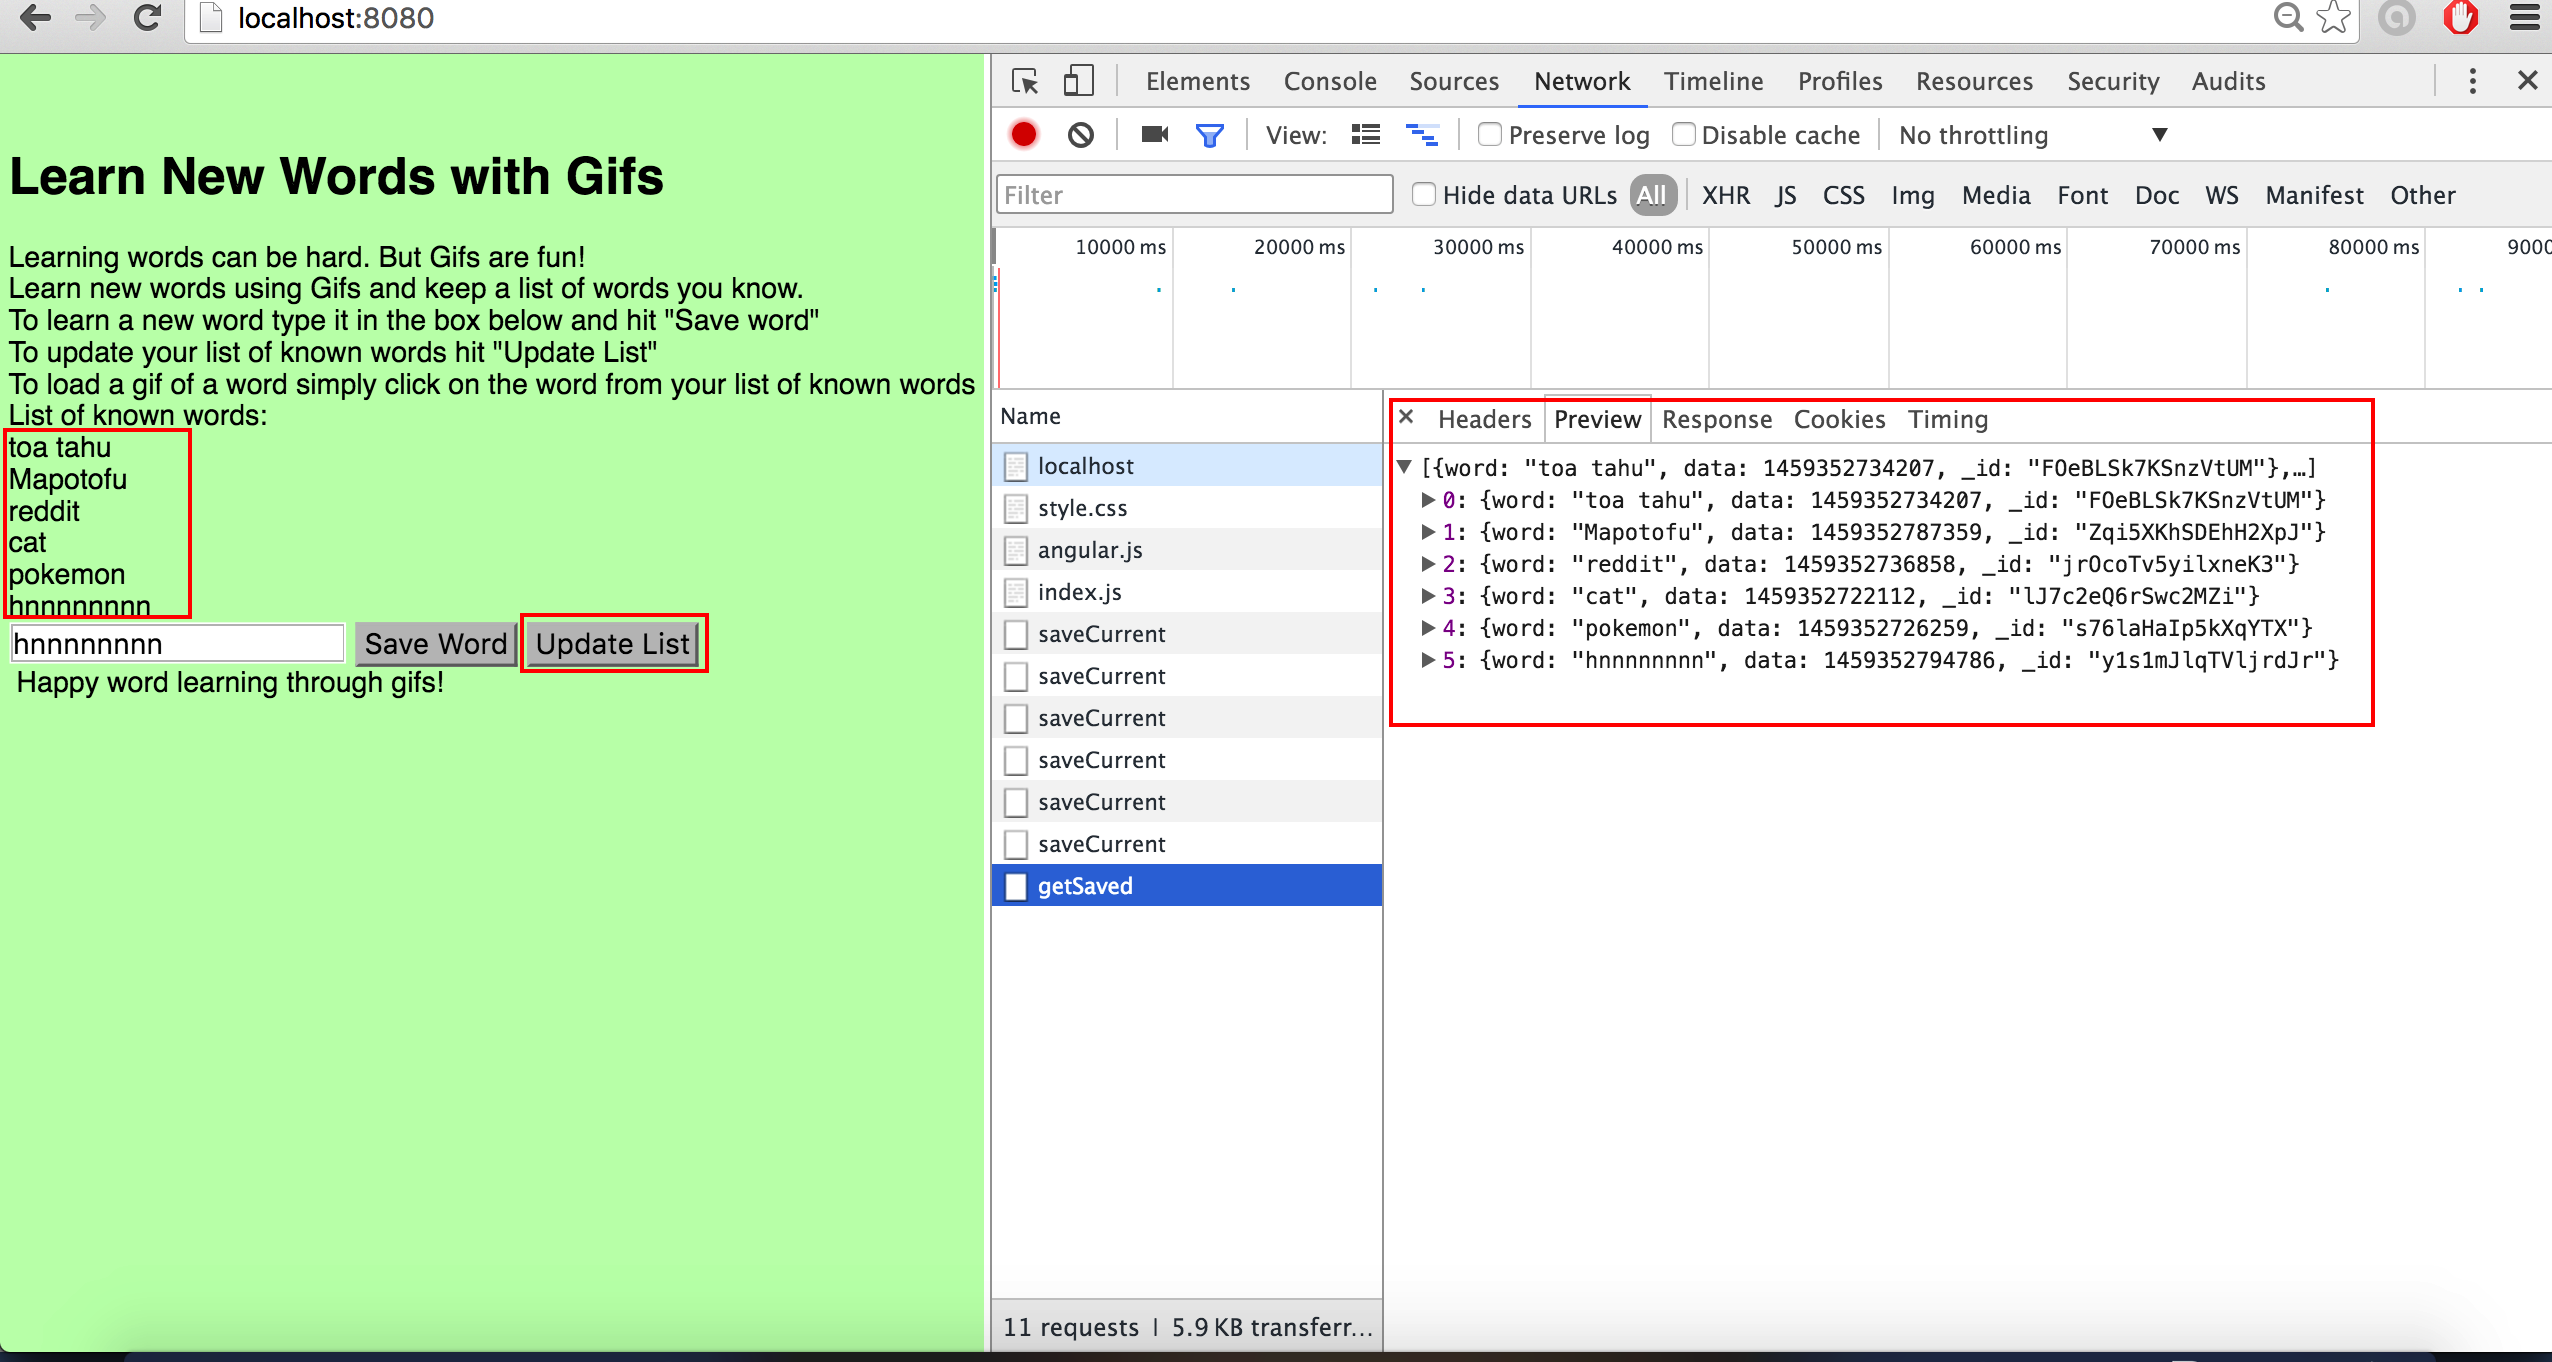 localhost:8080
Learn New Words with Gifs
Learning words can be hard. But Gifs are fun!
Learn new words using Gifs and keep a list of words you know.
To learn a new word type it in the box below and hit "Save word"
To update your list of known words hit "Update List"
To load a gif of a word simply click on the word from your list of known words
List of known words:
toa tahu
Mapotofu
reddit
cat
pokemon
hnnnnnnnn
hnnnnnnnn Save Word Update List
Happy word learning through gifs!
Elements Console Sources Network Timeline Profiles Resources Security Audits
View: Preserve log Disable cache No throttling
Filter Hide data URLs All XHR JS CSS Img Media Font Doc WS Manifest Other
10000 ms 20000 ms 30000 ms 40000 ms 50000 ms 60000 ms 70000 ms 80000 ms 9000
Name
localhost
style.css
angular.js
index.js
saveCurrent
saveCurrent
saveCurrent
saveCurrent
saveCurrent
saveCurrent
getSaved
11 requests | 5.9 KB transferr...
× Headers Preview Response Cookies Timing
[{word: "toa tahu", data: 1459352734207, _id: "FOeBLSk7KSnzVtUM"},…]
0: {word: "toa tahu", data: 1459352734207, _id: "FOeBLSk7KSnzVtUM"}
1: {word: "Mapotofu", data: 1459352787359, _id: "Zqi5XKhSDEhH2XpJ"}
2: {word: "reddit", data: 1459352736858, _id: "jrOcoTv5yilxneK3"}
3: {word: "cat", data: 1459352722112, _id: "lJ7c2eQ6rSwc2MZi"}
4: {word: "pokemon", data: 1459352726259, _id: "s76laHaIp5kXqYTX"}
5: {word: "hnnnnnnnn", data: 1459352794786, _id: "y1s1mJlqTVljrdJr"}